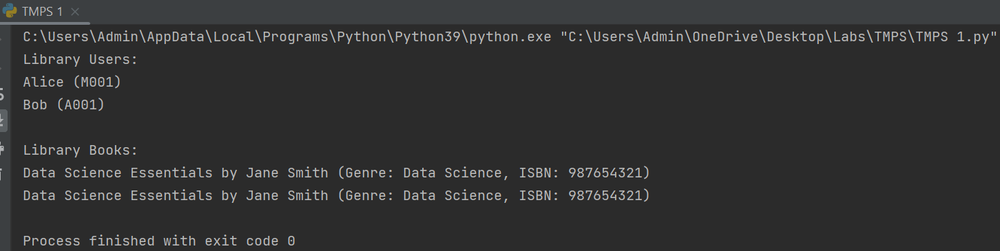 TMPS 1
C:\Users\Admin\AppData\Local\Programs\Python\Python39\python.exe "C:\Users\Admin\OneDrive\Desktop\Labs\TMPS\TMPS 1.py"
Library Users:
Alice (M001)
Bob (A001)
Library Books:
Data Science Essentials by Jane Smith (Genre: Data Science, ISBN: 987654321)
Data Science Essentials by Jane Smith (Genre: Data Science, ISBN: 987654321)
Process finished with exit code 0